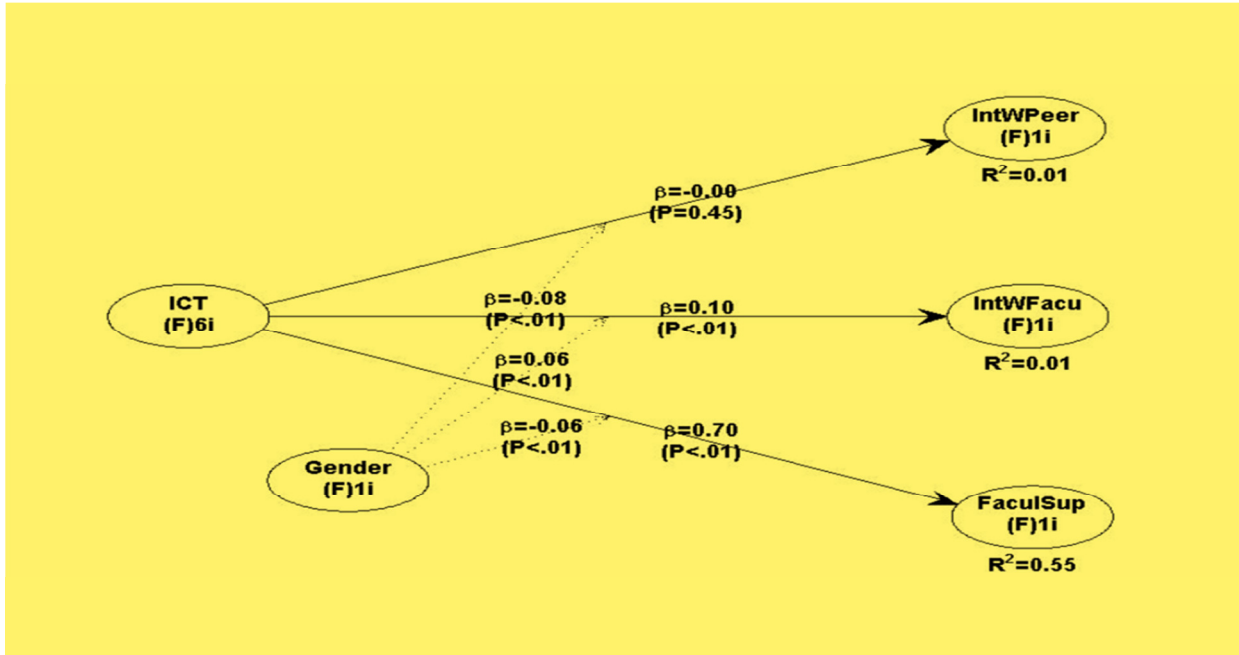 IntWPeer
(F)1i
R²=0.01
β=-0.00
(P=0.45)
ICT
(F)6i
β=-0.08
(P<.01)
β=0.10
(P<.01)
IntWFacu
(F)1i
R²=0.01
β=0.06
(P<.01)
β=-0.06
(P<.01)
β=0.70
(P<.01)
Gender
(F)1i
FaculSup
(F)1i
R²=0.55